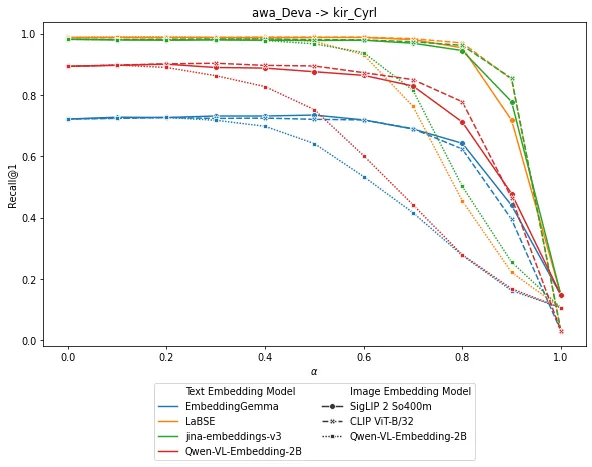 awa_Deva -> kir_Cyrl
1.0
0.8
0.6
0.4
0.2
0.0
Recall@1
0.0 0.2 0.4 0.6 0.8 1.0
α
Text Embedding Model
EmbeddingGemma
LaBSE
jina-embeddings-v3
Qwen-VL-Embedding-2B
Image Embedding Model
SigLIP 2 So400m
CLIP ViT-B/32
Qwen-VL-Embedding-2B